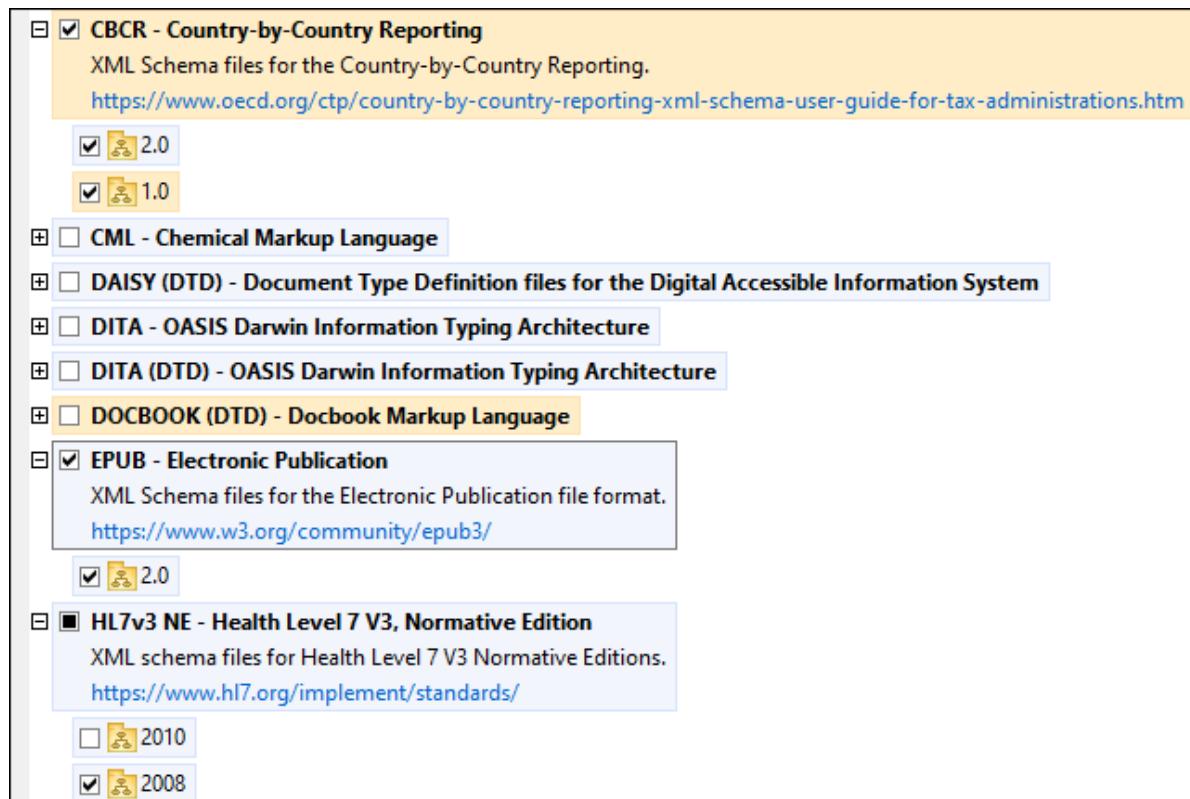 CBCR - Country-by-Country Reporting
XML Schema files for the Country-by-Country Reporting.
https://www.oecd.org/ctp/country-by-country-reporting-xml-schema-user-guide-for-tax-administrations.htm
2.0
1.0
CML - Chemical Markup Language
DAISY (DTD) - Document Type Definition files for the Digital Accessible Information System
DITA - OASIS Darwin Information Typing Architecture
DITA (DTD) - OASIS Darwin Information Typing Architecture
DOCBOOK (DTD) - Docbook Markup Language
EPUB - Electronic Publication
XML Schema files for the Electronic Publication file format.
https://www.w3.org/community/epub3/
2.0
HL7v3 NE - Health Level 7 V3, Normative Edition
XML schema files for Health Level 7 V3 Normative Editions.
https://www.hl7.org/implement/standards/
2010
2008